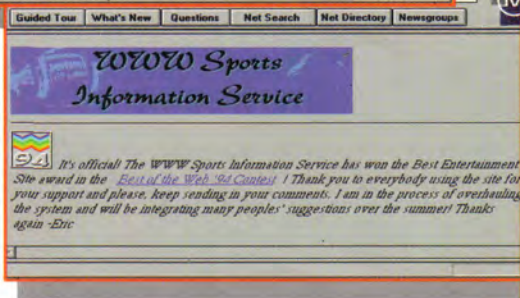 Guided Tour What's New Questions Net Search Net Directory Newsgroups
WWW Sports
Information Service
94 It's official! The WWW Sports Information Service has won the Best Entertainment
Site award in the Best of the Web '94 Contest ! Thank you to everybody using the site for
your support and please, keep sending in your comments. I am in the process of overhauling
the system and will be integrating many peoples' suggestions over the summer! Thanks
again -Eric